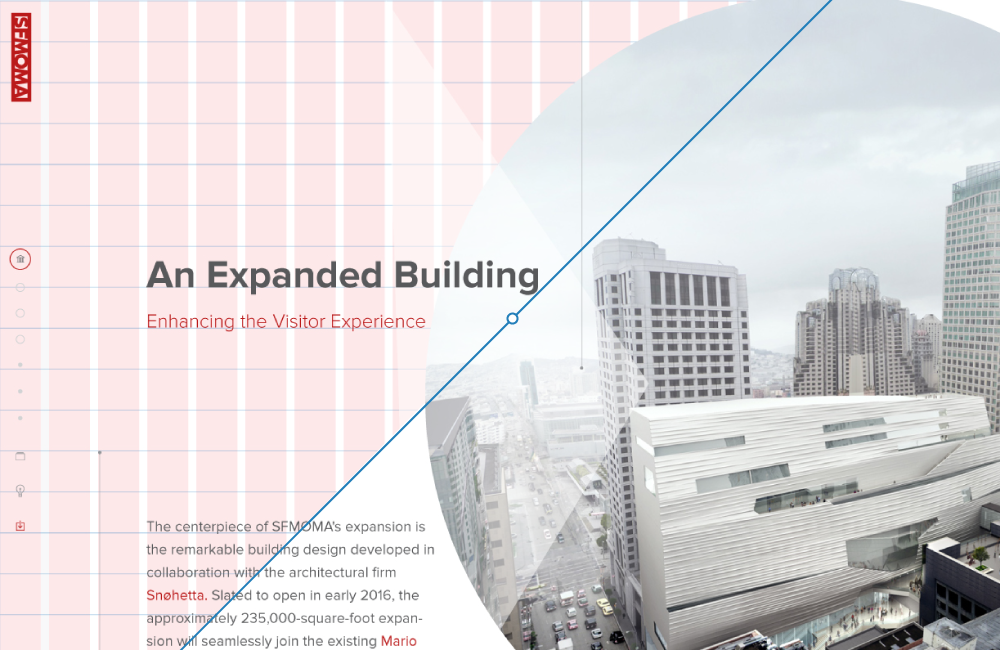 SFMOMA
An Expanded Building
Enhancing the Visitor Experience
The centerpiece of SFMOMA's expansion is
the remarkable building design developed in
collaboration with the architectural firm
Snøhetta. Slated to open in early 2016, the
approximately 235,000-square-foot expan-
sion will seamlessly join the existing Mario